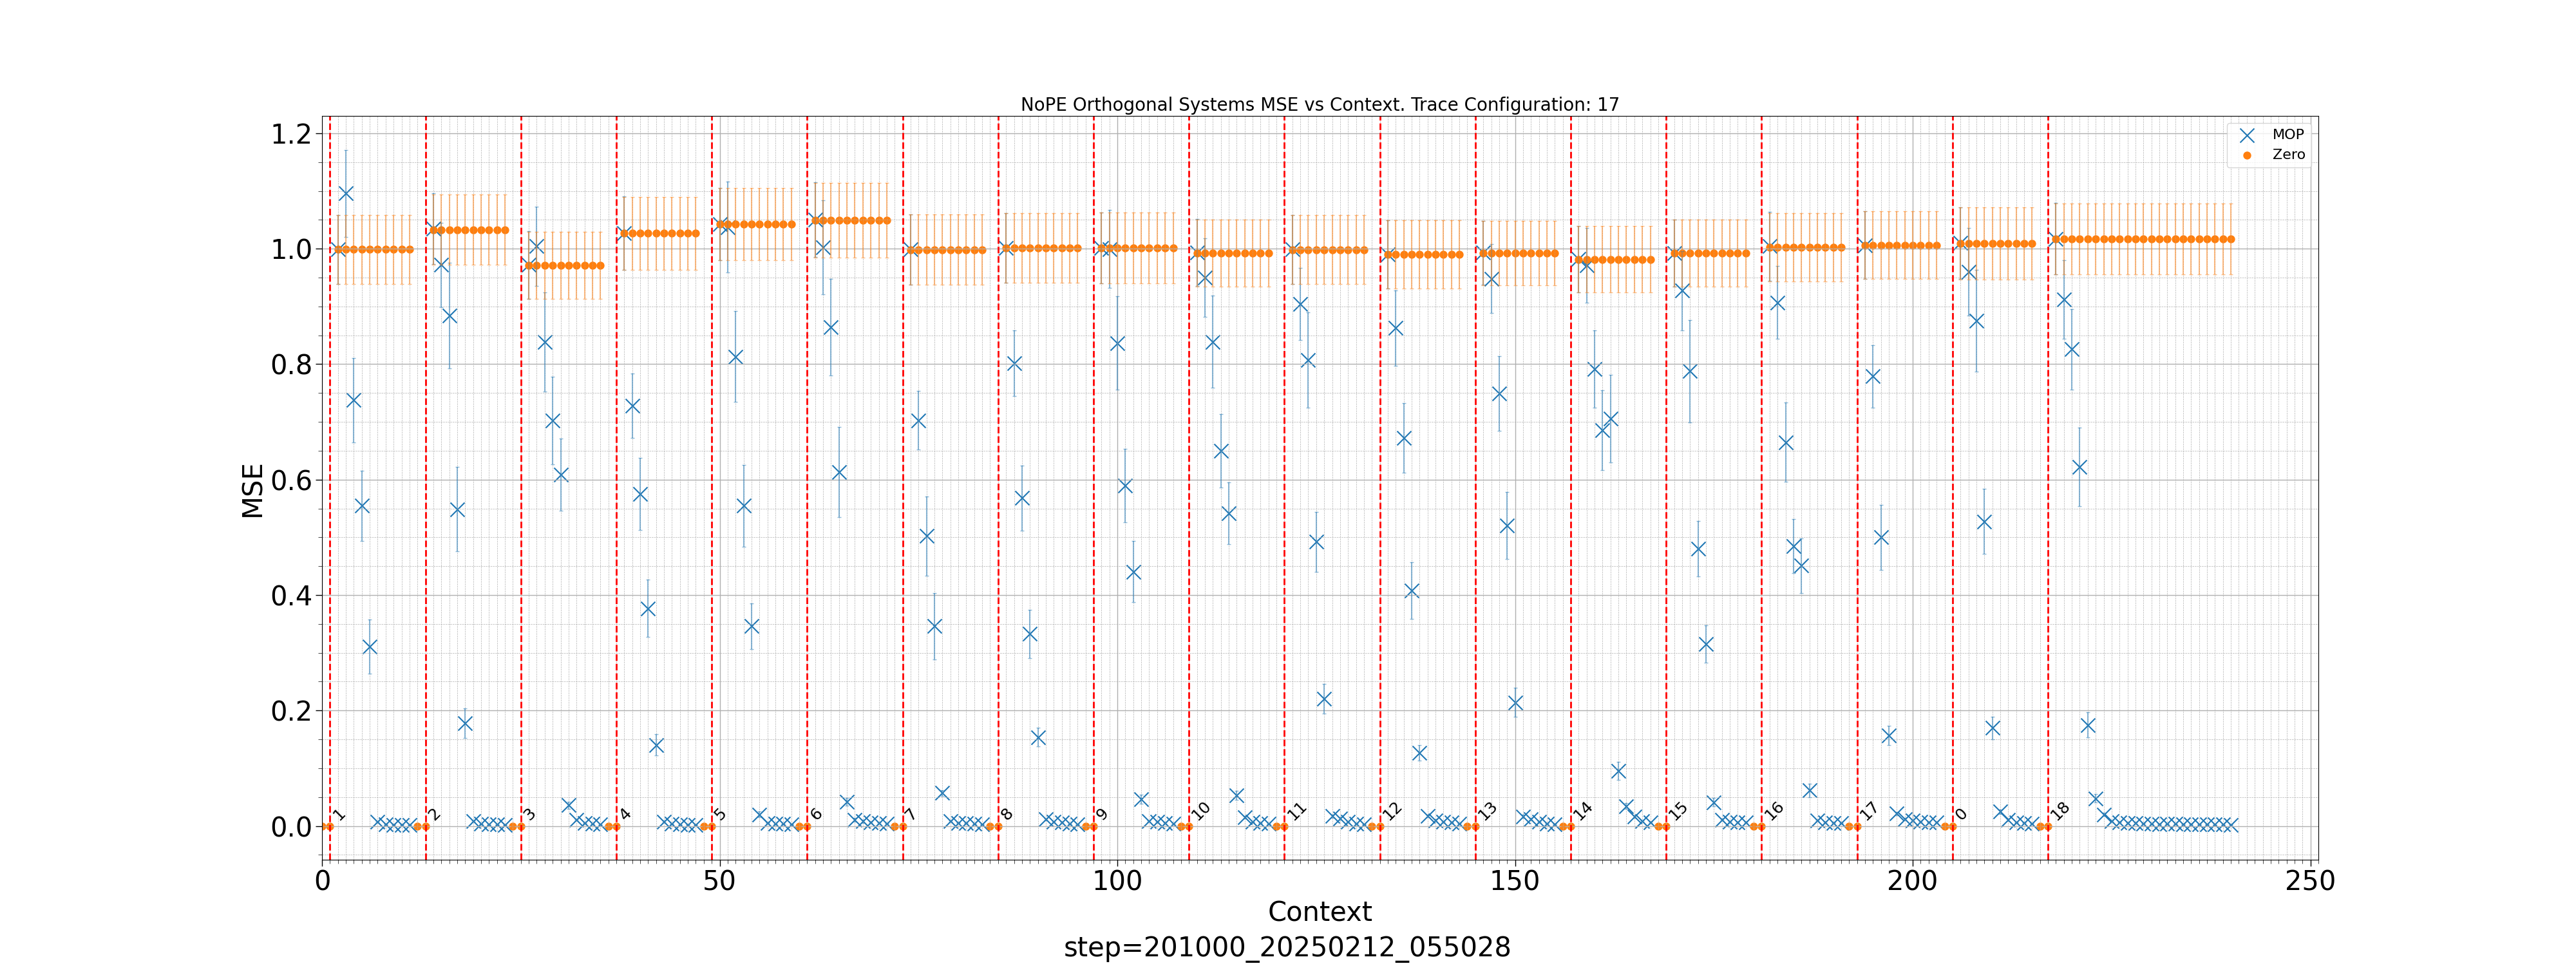 NoPE Orthogonal Systems MSE vs Context. Trace Configuration: 17
MOP
Zero
MSE
1.2
1.0
0.8
0.6
0.4
0.2
0.0
1 2 3 4 5 6 7 8 9 10 11 12 13 14 15 16 17 0 18
0 50 100 150 200 250
Context
step=201000_20250212_055028